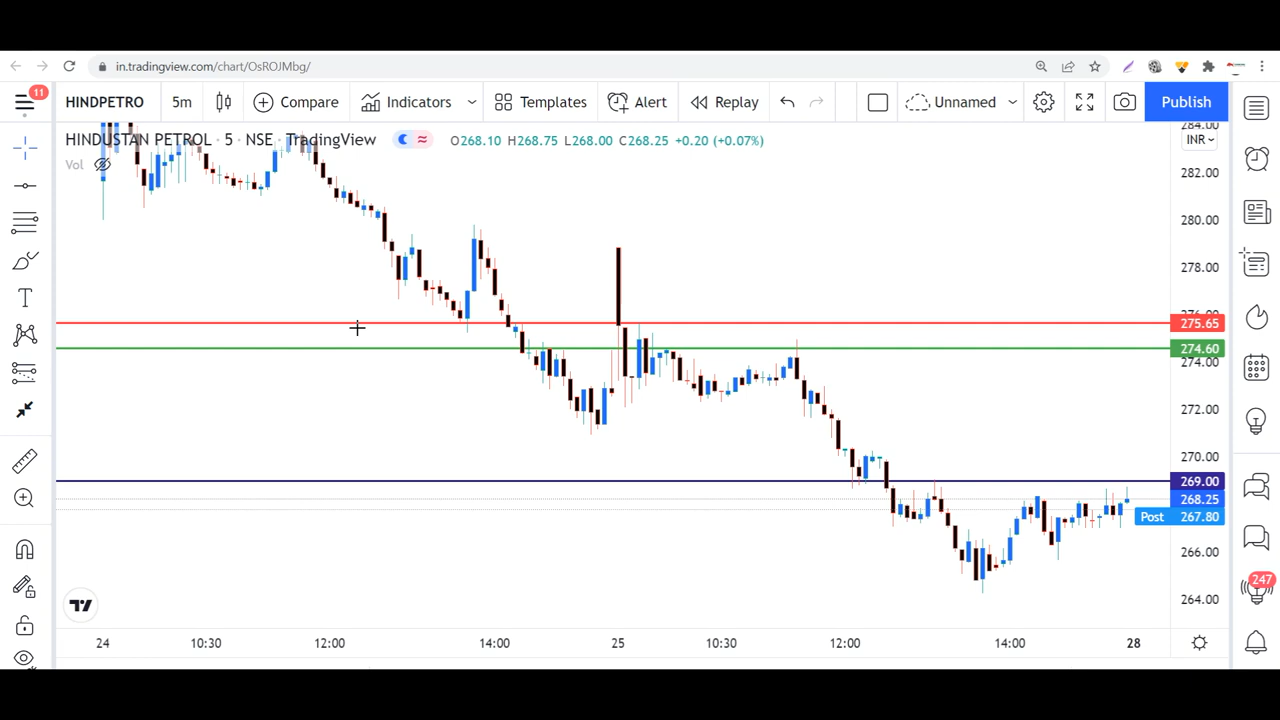 in.tradingview.com/chart/OsROJMbg/
11
HINDPETRO 5m Compare Indicators Templates Alert Replay Unnamed Publish
HINDUSTAN PETROL · 5 · NSE · TradingView O268.10 H268.75 L268.00 C268.25 +0.20 (+0.07%)
Vol
INR
284.00
282.00
280.00
278.00
276.00
275.65
274.60
274.00
272.00
270.00
269.00
268.25
Post 267.80
266.00
264.00
247
24 10:30 12:00 14:00 25 10:30 12:00 14:00 28